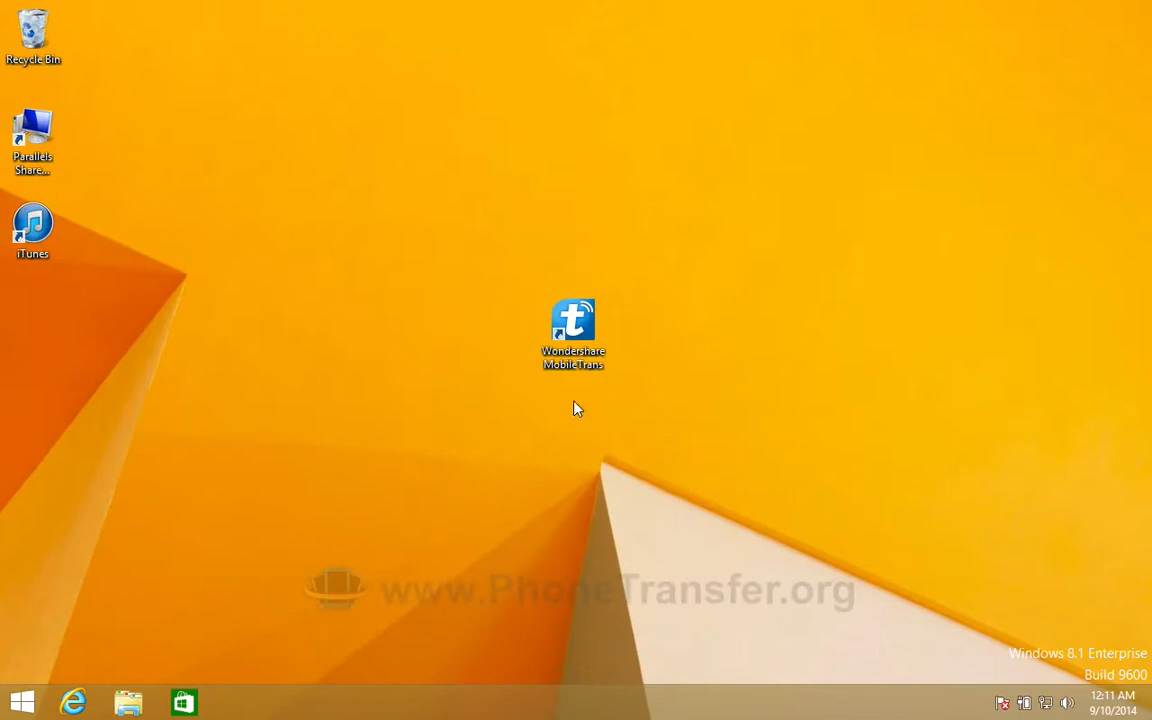 Recycle Bin
Parallels
Share...
iTunes
Wondershare
MobileTrans
www.PhoneTransfer.org
Windows 8.1 Enterprise
Build 9600
12:11 AM
9/10/2014